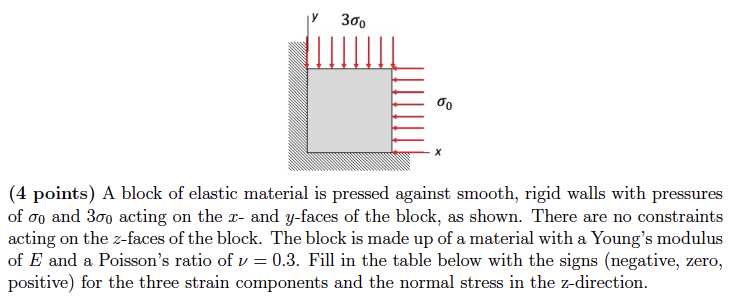 y 3σ₀
σ₀
x
(4 points) A block of elastic material is pressed against smooth, rigid walls with pressures
of σ₀ and 3σ₀ acting on the x- and y-faces of the block, as shown. There are no constraints
acting on the z-faces of the block. The block is made up of a material with a Young's modulus
of E and a Poisson's ratio of ν = 0.3. Fill in the table below with the signs (negative, zero,
positive) for the three strain components and the normal stress in the z-direction.